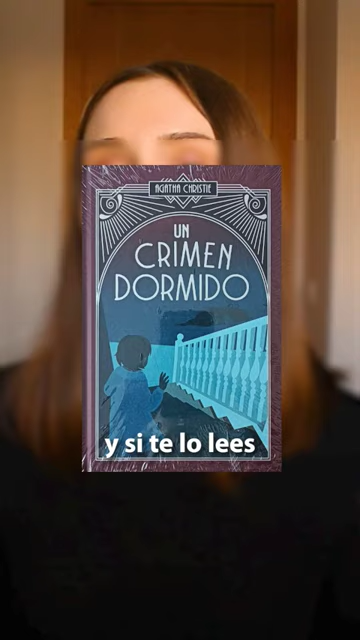 AGATHA CHRISTIE
UN
CRIMEN
DORMIDO
y si te lo lees